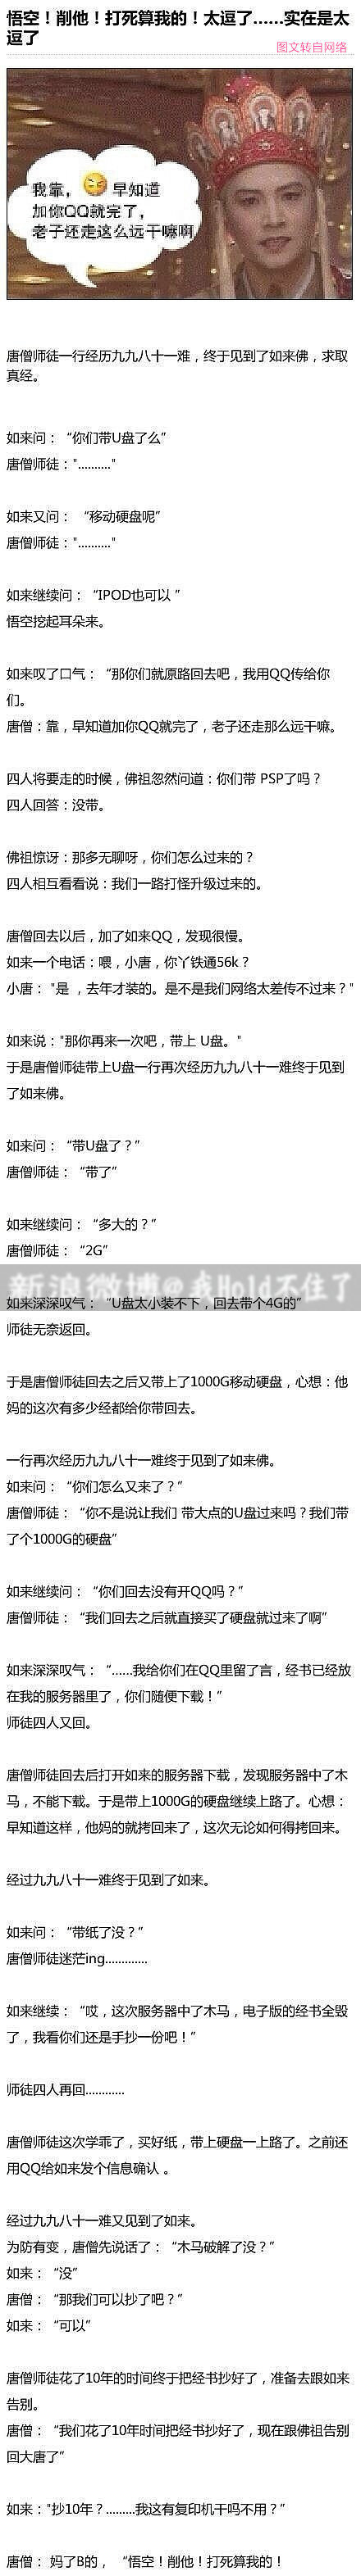 悟空！削他！打死算我的！太逗了……实在是太
逗了
图文转自网络
我靠，😠早知道
加你QQ就完了，
老子还走这么远干嘛啊
唐僧师徒一行经历九九八十一难，终于见到了如来佛，求取
真经。
如来问：“你们带U盘了么”
唐僧师徒：".........."
如来又问： “移动硬盘呢”
唐僧师徒：".........."
如来继续问：“IPOD也可以 ”
悟空挖起耳朵来。
如来叹了口气：“那你们就原路回去吧，我用QQ传给你
们。
唐僧：靠，早知道加你QQ就完了，老子还走那么远干嘛。
四人将要走的时候，佛祖忽然问道：你们带 PSP了吗？
四人回答：没带。
佛祖惊讶：那多无聊呀，你们怎么过来的？
四人相互看看说：我们一路打怪升级过来的。
唐僧回去以后，加了如来QQ，发现很慢。
如来一个电话：喂，小唐，你丫铁通56k？
小唐： "是 ，去年才装的。是不是我们网络太差传不过来？"
如来说："那你再来一次吧，带上 U盘。"
于是唐僧师徒带上U盘一行再次经历九九八十一难终于见到
了如来佛。
如来问：“带U盘了？”
唐僧师徒：“带了”
如来继续问：“多大的？”
唐僧师徒：“2G”
新浪微博@我Hold不住了
如来深深叹气：“U盘太小装不下，回去带个4G的”
师徒无奈返回。
于是唐僧师徒回去之后又带上了1000G移动硬盘，心想：他
妈的这次有多少经都给你带回去。
一行再次经历九九八十一难终于见到了如来佛。
如来问：“你们怎么又来了？”
唐僧师徒：“你不是说让我们 带大点的U盘过来吗？我们带
了个1000G的硬盘”
如来继续问：“你们回去没有开QQ吗？”
唐僧师徒：“我们回去之后就直接买了硬盘就过来了啊”
如来深深叹气：“……我给你们在QQ里留了言，经书已经放
在我的服务器里了，你们随便下载！”
师徒四人又回。
唐僧师徒回去后打开如来的服务器下载，发现服务器中了木
马，不能下载。于是带上1000G的硬盘继续上路了。心想：
早知道这样，他妈的就拷回来了，这次无论如何得拷回来。
经过九九八十一难终于见到了如来。
如来问：“带纸了没？”
唐僧师徒迷茫ing.............
如来继续：“哎，这次服务器中了木马，电子版的经书全毁
了，我看你们还是手抄一份吧！”
师徒四人再回............
唐僧师徒这次学乖了，买好纸，带上硬盘一上路了。之前还
用QQ给如来发个信息确认 。
经过九九八十一难又见到了如来。
为防有变，唐僧先说话了：“木马破解了没？”
如来：“没”
唐僧：“那我们可以抄了吧？”
如来：“可以”
唐僧师徒花了10年的时间终于把经书抄好了，准备去跟如来
告别。
唐僧：“我们花了10年时间把经书抄好了，现在跟佛祖告别
回大唐了”
如来："抄10年？.........我这有复印机干吗不用？”
唐僧： 妈了B的， “悟空！削他！打死算我的！